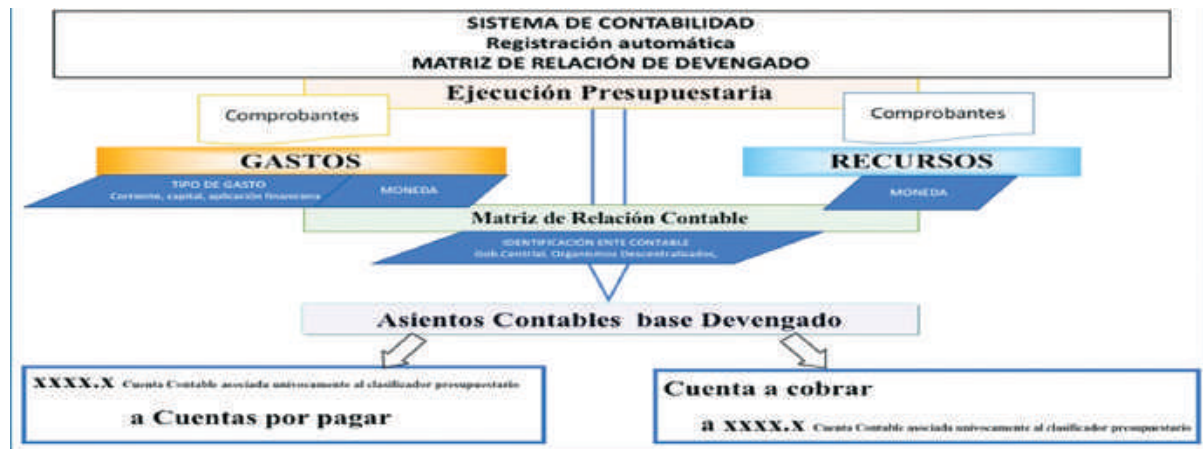 SISTEMA DE CONTABILIDAD
Registración automática
MATRIZ DE RELACIÓN DE DEVENGADO
Ejecución Presupuestaria
Comprobantes
Comprobantes
GASTOS
RECURSOS
TIPO DE GASTO
Corriente, capital, aplicación financiera
MONEDA
MONEDA
Matriz de Relación Contable
IDENTIFICACIÓN ENTE CONTABLE
Gob.Central, Organismos Descentralizados,
Asientos Contables base Devengado
xxxx.x Cuenta Contable asociada univocamente al clasificador presupuestario
a Cuentas por pagar
Cuenta a cobrar
a xxxx.x Cuenta Contable asociada univocamente al clasificador presupuestario